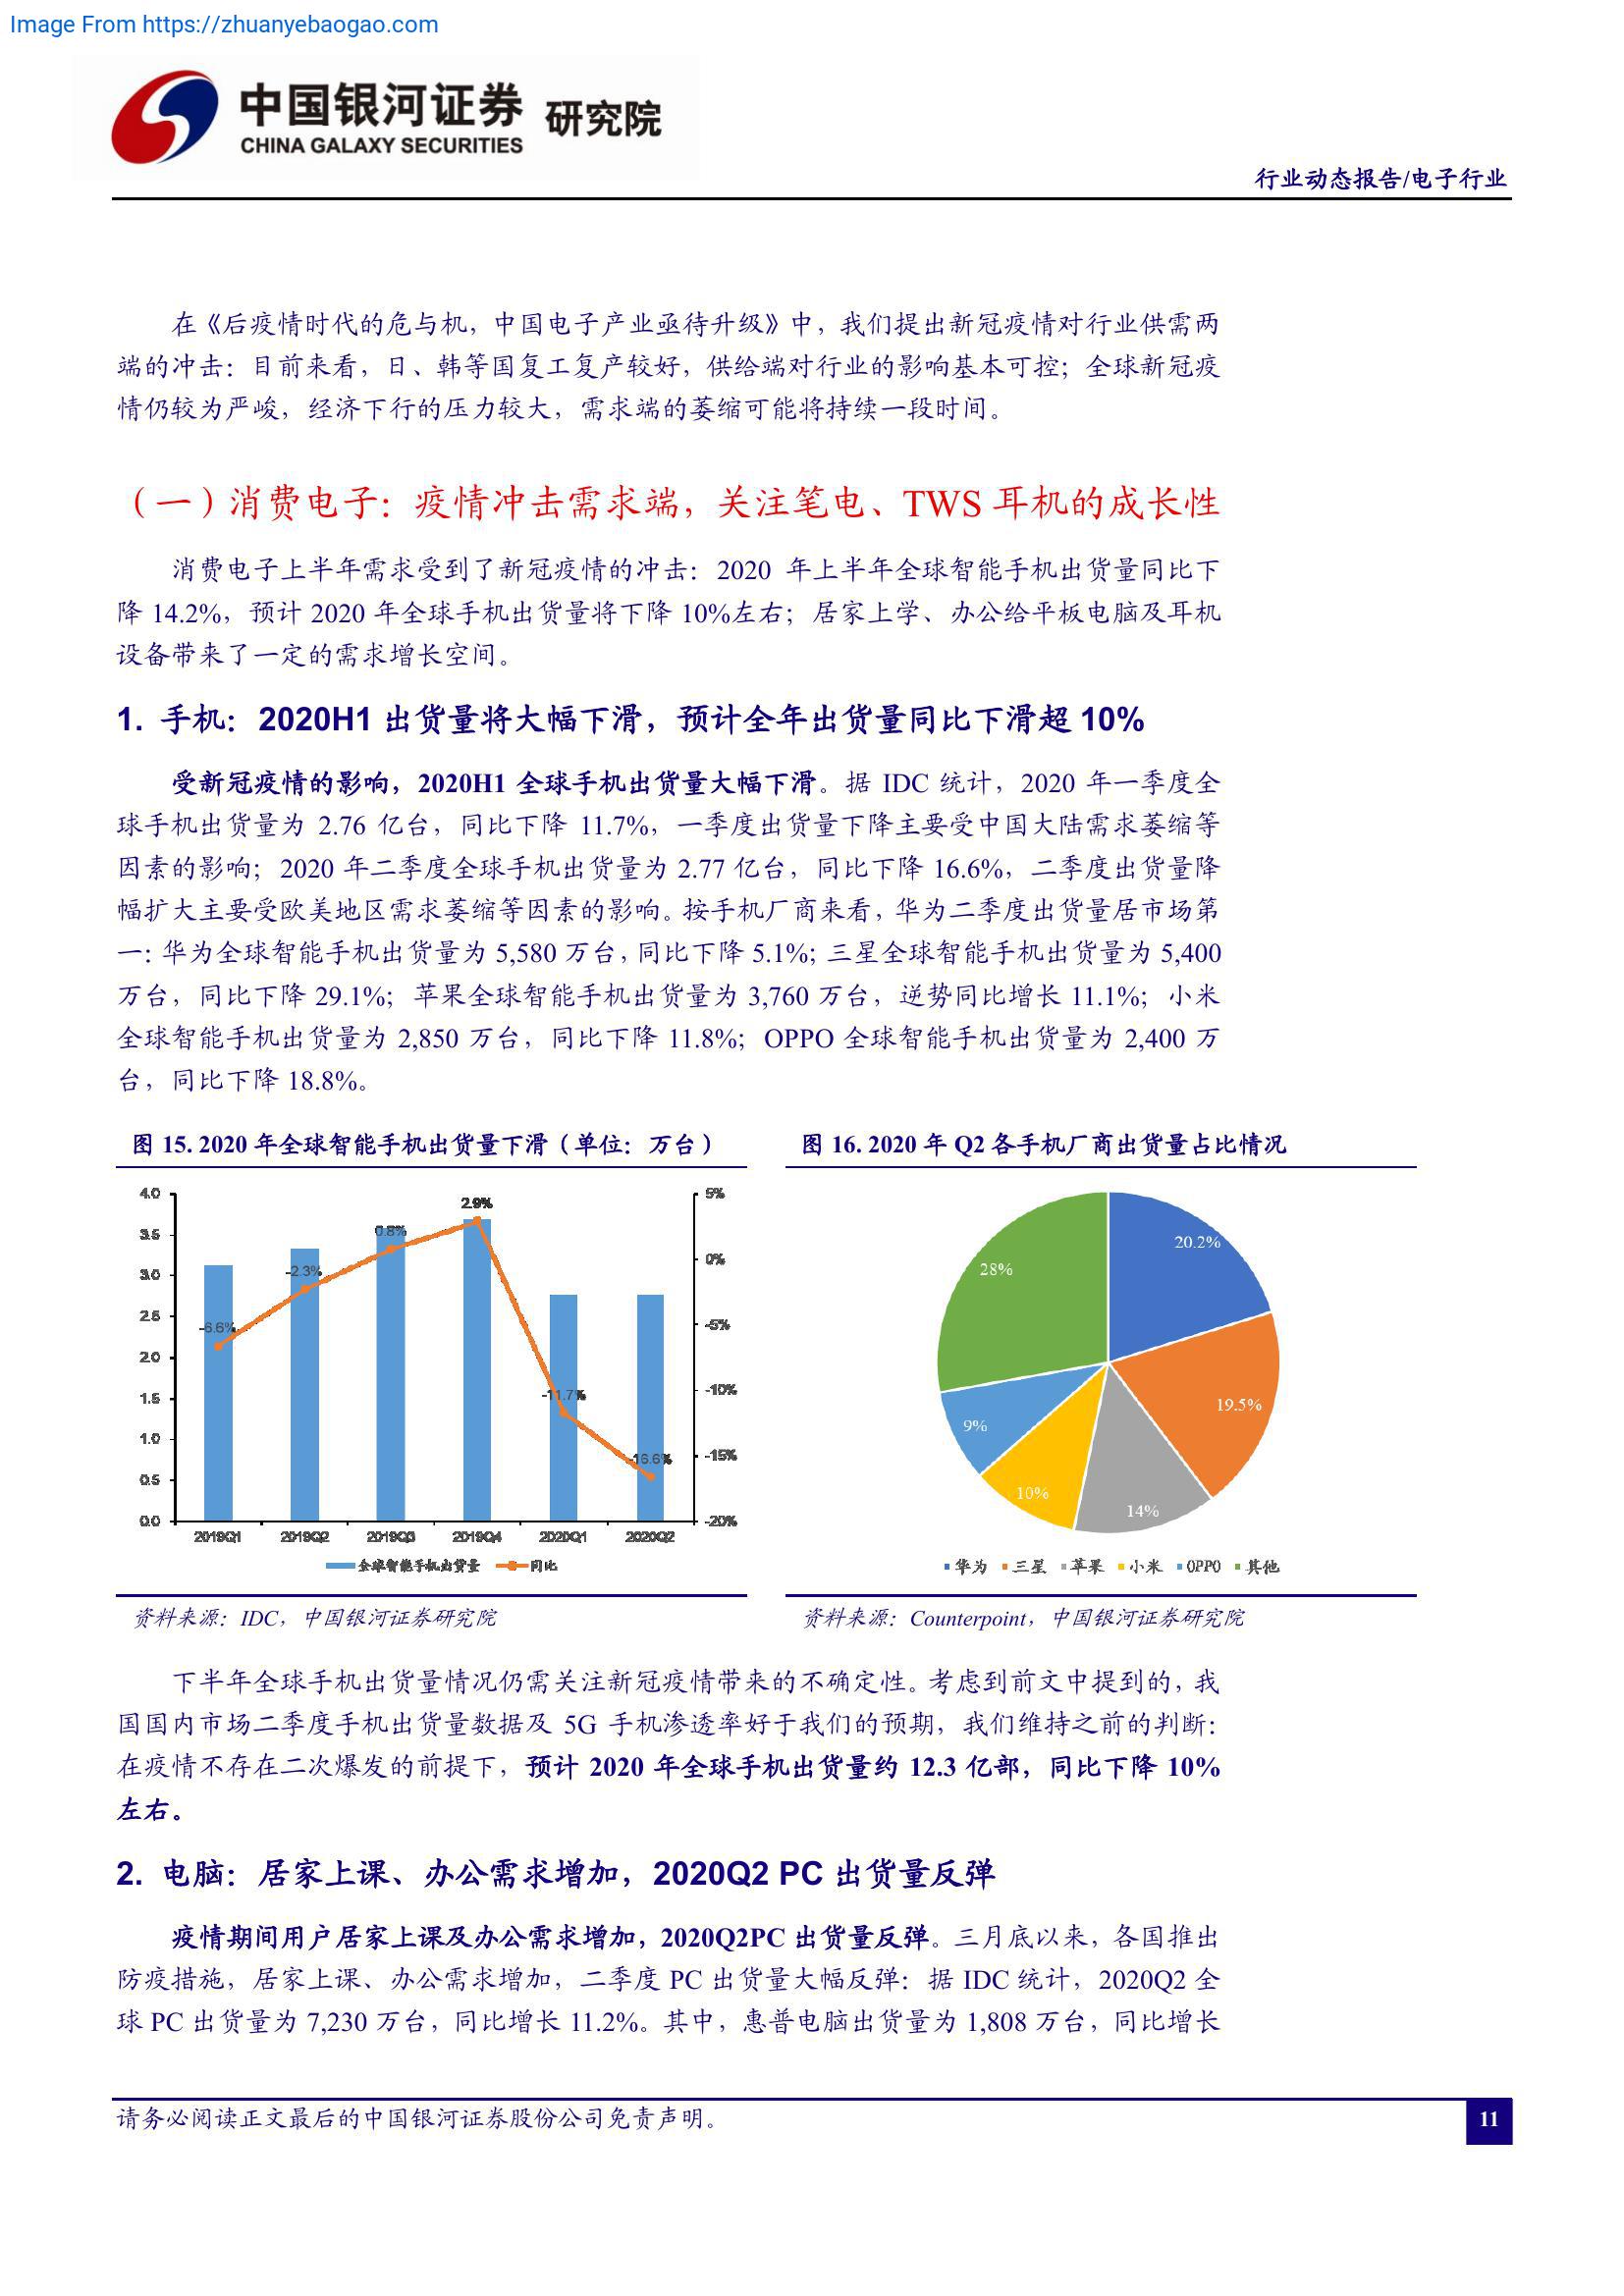 Image From https://zhuanyebaogao.com
中国银河证券 研究院
CHINA GALAXY SECURITIES
行业动态报告/电子行业
在《后疫情时代的危与机，中国电子产业亟待升级》中，我们提出新冠疫情对行业供需两
端的冲击：目前来看，日、韩等国复工复产较好，供给端对行业的影响基本可控；全球新冠疫
情仍较为严峻，经济下行的压力较大，需求端的萎缩可能将持续一段时间。
（一）消费电子：疫情冲击需求端，关注笔电、TWS 耳机的成长性
消费电子上半年需求受到了新冠疫情的冲击：2020 年上半年全球智能手机出货量同比下
降 14.2%，预计 2020 年全球手机出货量将下降 10%左右；居家上学、办公给平板电脑及耳机
设备带来了一定的需求增长空间。
1. 手机：2020H1 出货量将大幅下滑，预计全年出货量同比下滑超 10%
受新冠疫情的影响，2020H1 全球手机出货量大幅下滑。据 IDC 统计，2020 年一季度全
球手机出货量为 2.76 亿台，同比下降 11.7%，一季度出货量下降主要受中国大陆需求萎缩等
因素的影响；2020 年二季度全球手机出货量为 2.77 亿台，同比下降 16.6%，二季度出货量降
幅扩大主要受欧美地区需求萎缩等因素的影响。按手机厂商来看，华为二季度出货量居市场第
一：华为全球智能手机出货量为 5,580 万台，同比下降 5.1%；三星全球智能手机出货量为 5,400
万台，同比下降 29.1%；苹果全球智能手机出货量为 3,760 万台，逆势同比增长 11.1%；小米
全球智能手机出货量为 2,850 万台，同比下降 11.8%；OPPO 全球智能手机出货量为 2,400 万
台，同比下降 18.8%。
图 15. 2020 年全球智能手机出货量下滑（单位：万台）
4.0
3.5
3.0
2.5
2.0
1.5
1.0
0.5
0.0
5%
0%
-5%
-10%
-15%
-20%
-6.6%
-2.3%
0.8%
2.9%
-11.7%
-16.6%
2019Q1 2019Q2 2019Q3 2019Q4 2020Q1 2020Q2
全球智能手机出货量 同比
资料来源：IDC，中国银河证券研究院
图 16. 2020 年 Q2 各手机厂商出货量占比情况
20.2%
19.5%
14%
10%
9%
28%
华为 三星 苹果 小米 OPPO 其他
资料来源：Counterpoint，中国银河证券研究院
下半年全球手机出货量情况仍需关注新冠疫情带来的不确定性。考虑到前文中提到的，我
国国内市场二季度手机出货量数据及 5G 手机渗透率好于我们的预期，我们维持之前的判断：
在疫情不存在二次爆发的前提下，预计 2020 年全球手机出货量约 12.3 亿部，同比下降 10%
左右。
2. 电脑：居家上课、办公需求增加，2020Q2 PC 出货量反弹
疫情期间用户居家上课及办公需求增加，2020Q2PC 出货量反弹。三月底以来，各国推出
防疫措施，居家上课、办公需求增加，二季度 PC 出货量大幅反弹：据 IDC 统计，2020Q2 全
球 PC 出货量为 7,230 万台，同比增长 11.2%。其中，惠普电脑出货量为 1,808 万台，同比增长
请务必阅读正文最后的中国银河证券股份公司免责声明。
11